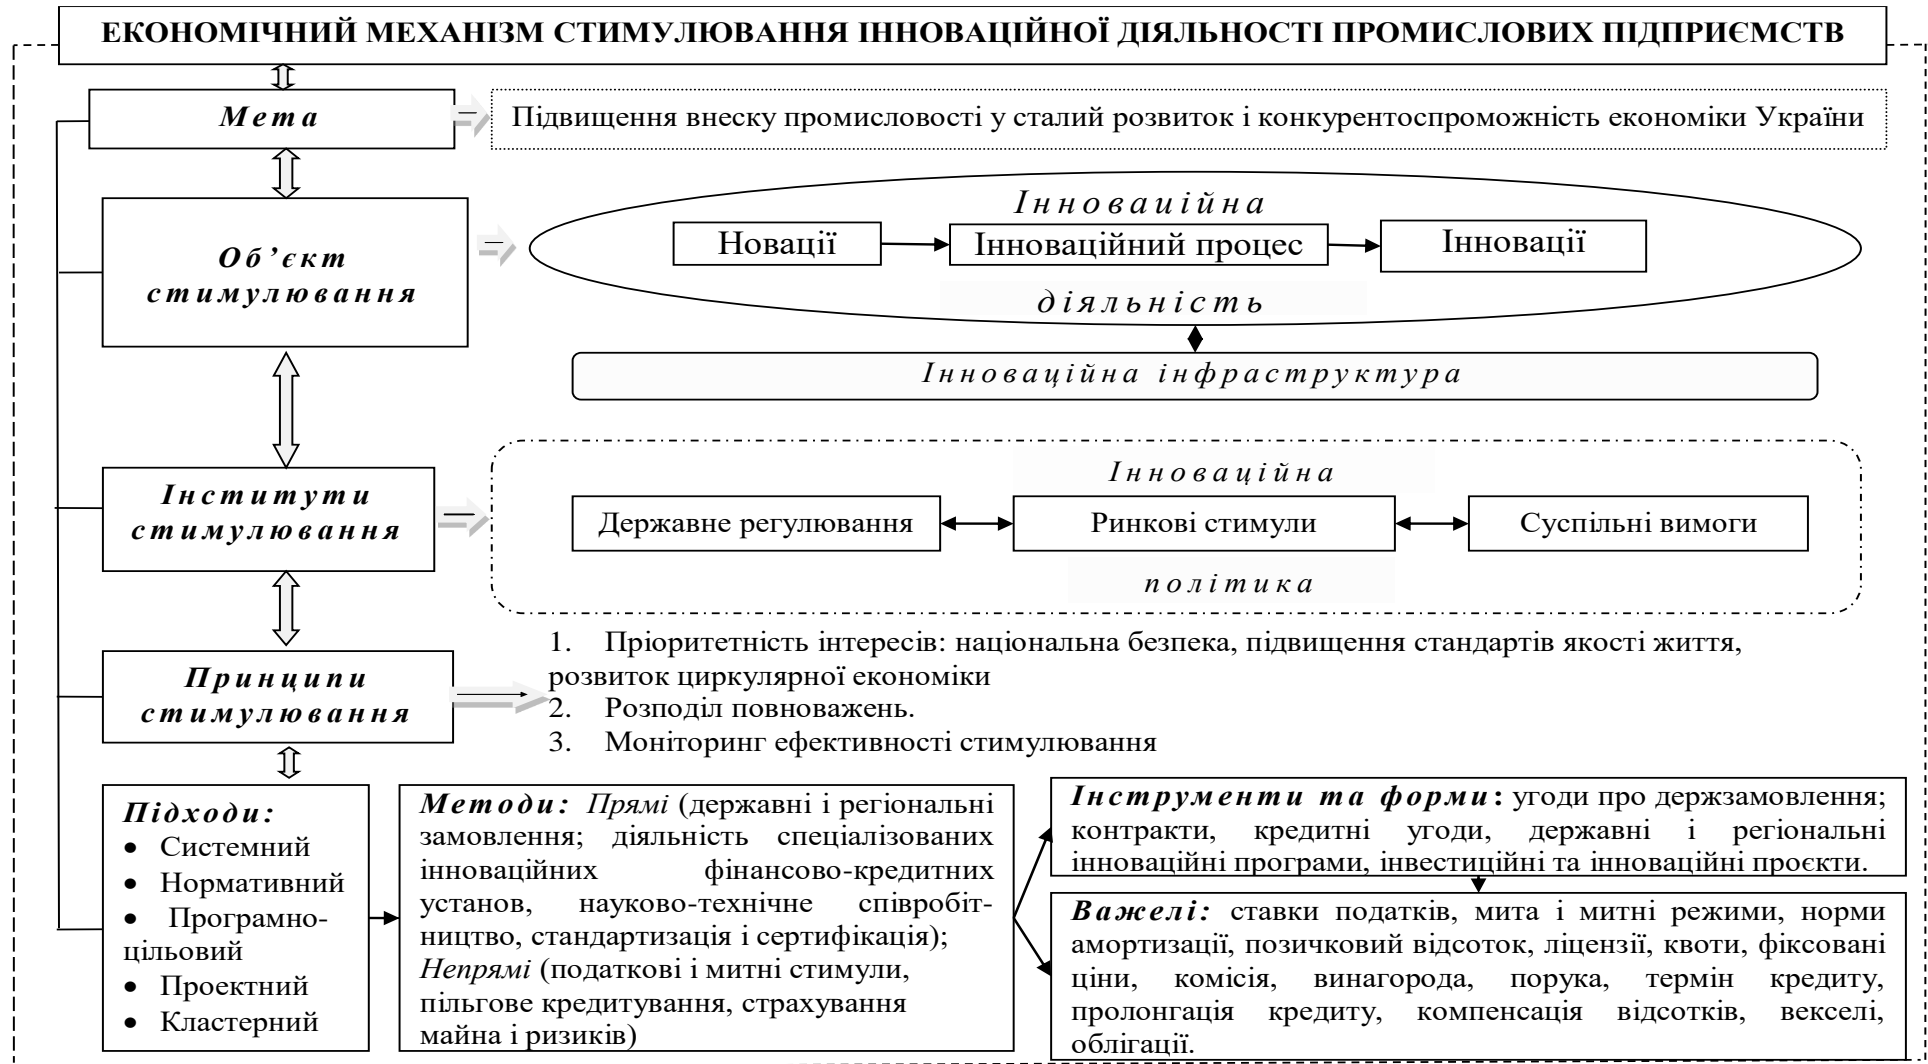 ЕКОНОМІЧНИЙ МЕХАНІЗМ СТИМУЛЮВАННЯ ІННОВАЦІЙНОЇ ДІЯЛЬНОСТІ ПРОМИСЛОВИХ ПІДПРИЄМСТВ
Мета
Підвищення внеску промисловості у сталий розвиток і конкурентоспроможність економіки України
Об’єкт
стимулювання
Інноваційна
Новації
Інноваційний процес
Інновації
діяльність
Інноваційна інфраструктура
Інститути
стимулювання
Інноваційна
Державне регулювання
Ринкові стимули
Суспільні вимоги
політика
Принципи
стимулювання
1. Пріоритетність інтересів: національна безпека, підвищення стандартів якості життя,
розвиток циркулярної економіки
2. Розподіл повноважень.
3. Моніторинг ефективності стимулювання
Підходи:
• Системний
• Нормативний
• Програмно-
цільовий
• Проектний
• Кластерний
Методи: Прямі (державні і регіональні
замовлення; діяльність спеціалізованих
інноваційних фінансово-кредитних
установ, науково-технічне співробіт-
ництво, стандартизація і сертифікація);
Непрямі (податкові і митні стимули,
пільгове кредитування, страхування
майна і ризиків)
Інструменти та форми: угоди про держзамовлення;
контракти, кредитні угоди, державні і регіональні
інноваційні програми, інвестиційні та інноваційні проєкти.
Важелі: ставки податків, мита і митні режими, норми
амортизації, позичковий відсоток, ліцензії, квоти, фіксовані
ціни, комісія, винагорода, порука, термін кредиту,
пролонгація кредиту, компенсація відсотків, векселі,
облігації.